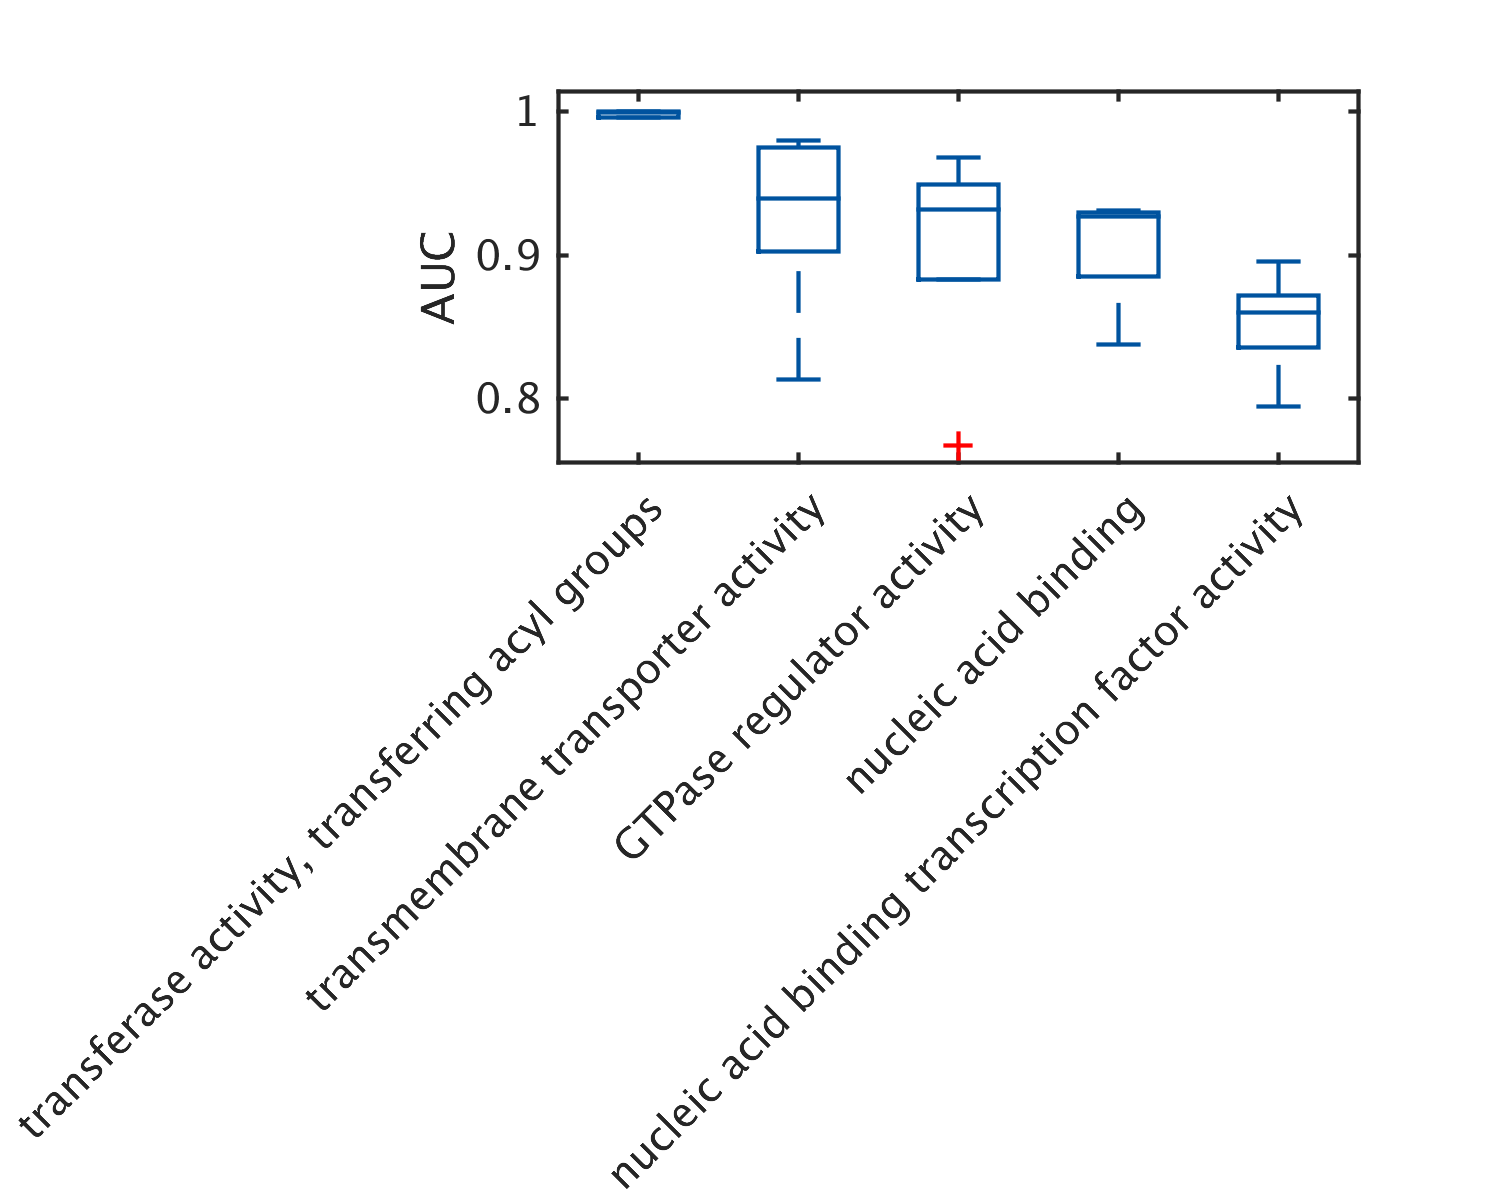 1
0.9
0.8
AUC
transferase activity, transferring acyl groups
transmembrane transporter activity
GTPase regulator activity
nucleic acid binding
nucleic acid binding transcription factor activity